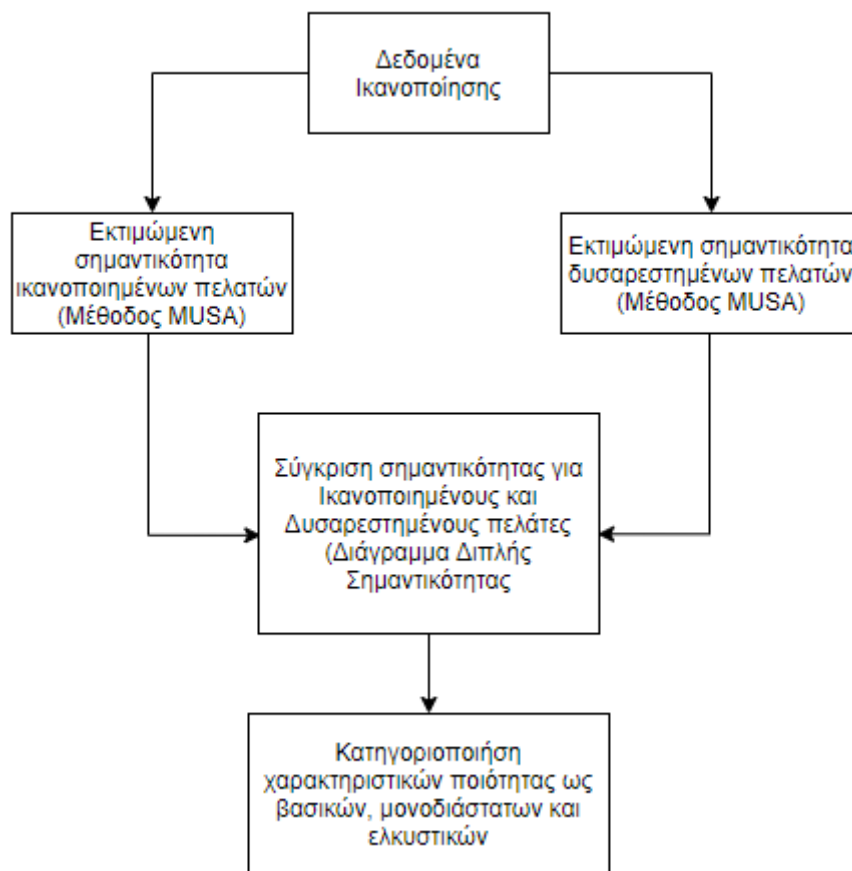 Δεδομένα
Ικανοποίησης
Εκτιμώμενη
σημαντικότητα
ικανοποιημένων πελατών
(Μέθοδος MUSA)
Εκτιμώμενη σημαντικότητα
δυσαρεστημένων πελατών
(Μέθοδος MUSA)
Σύγκριση σημαντικότητας για
Ικανοποιημένους και
Δυσαρεστημένους πελάτες
(Διάγραμμα Διπλής
Σημαντικότητας
Κατηγοριοποιήση
χαρακτηριστικών ποιότητας ως
βασικών, μονοδιάστατων και
ελκυστικών